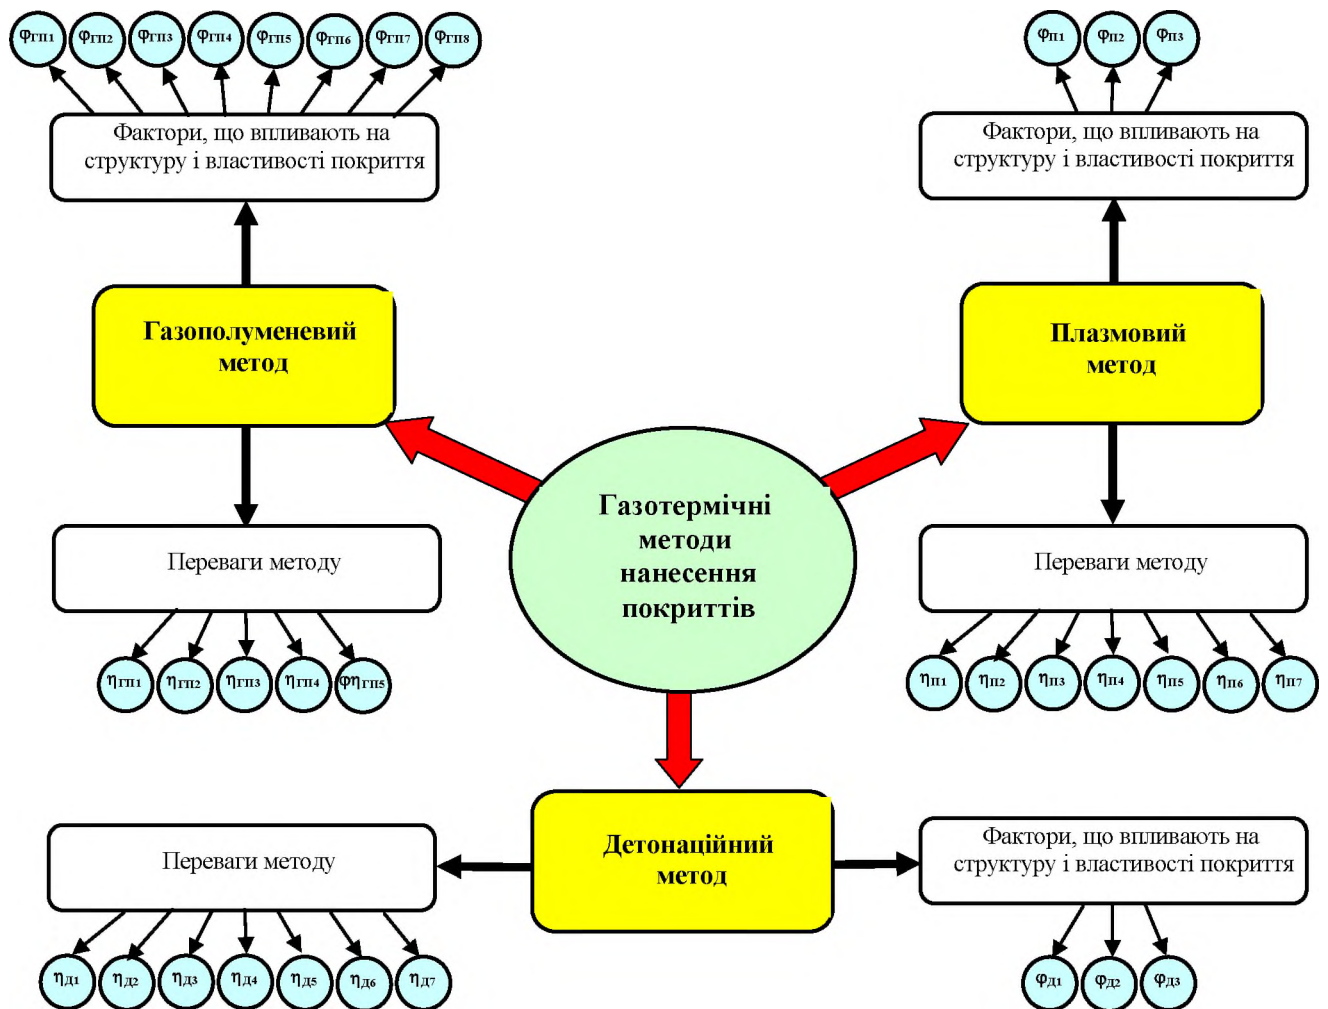 φГП1 φГП2 φГП3 φГП4 φГП5 φГП6 φГП7 φГП8
Фактори, що впливають на
структуру і властивості покриття
Газополуменевий
метод
Переваги методу
ηГП1 ηГП2 ηГП3 ηГП4 φηГП5
φП1 φП2 φП3
Фактори, що впливають на
структуру і властивості покриття
Плазмовий
метод
Переваги методу
ηП1 ηП2 ηП3 ηП4 ηП5 ηП6 ηП7
Газотермічні
методи
нанесення
покриттів
Детонаційний
метод
Переваги методу
ηД1 ηД2 ηД3 ηД4 ηД5 ηД6 ηД7
Фактори, що впливають на
структуру і властивості покриття
φД1 φД2 φД3